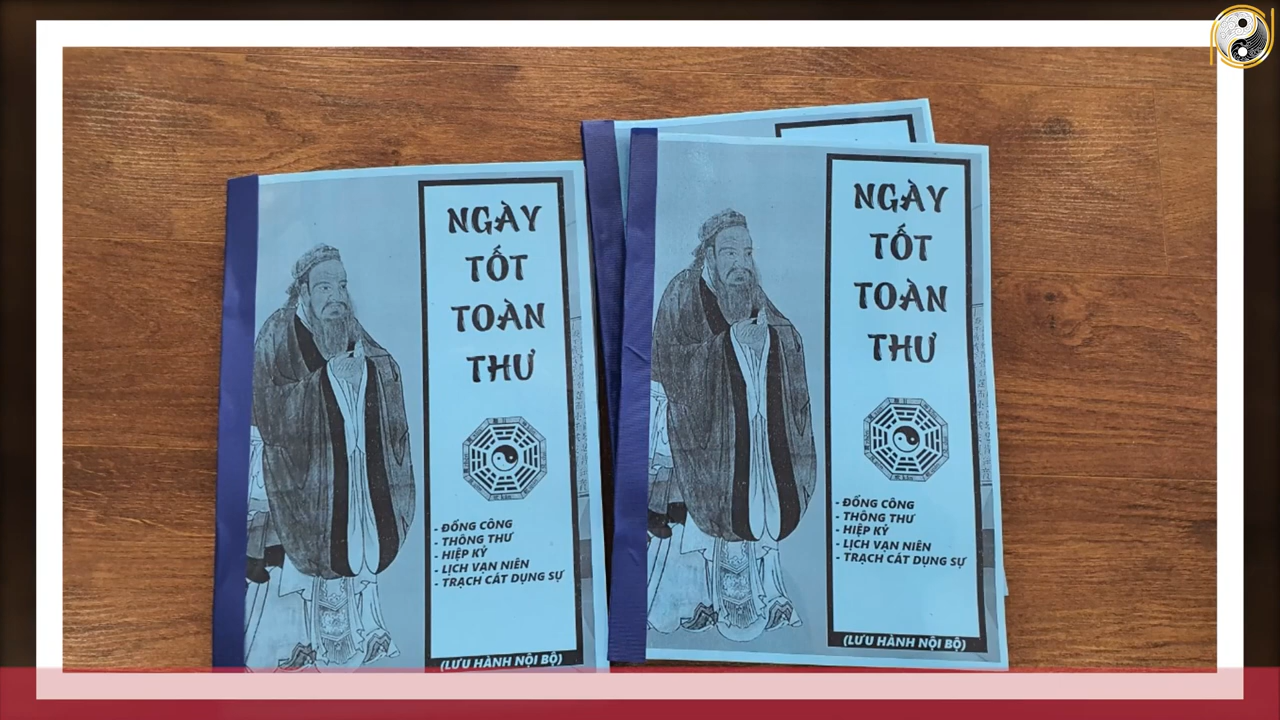 NGÀY
TỐT
TOÀN
THƯ
- ĐỔNG CÔNG
- THÔNG THƯ
- HIỆP KỶ
- LỊCH VẠN NIÊN
- TRẠCH CÁT DỤNG SỰ
(LƯU HÀNH NỘI BỘ)
NGÀY
TỐT
TOÀN
THƯ
- ĐỔNG CÔNG
- THÔNG THƯ
- HIỆP KỶ
- LỊCH VẠN NIÊN
- TRẠCH CÁT DỤNG SỰ
(LƯU HÀNH NỘI BỘ)